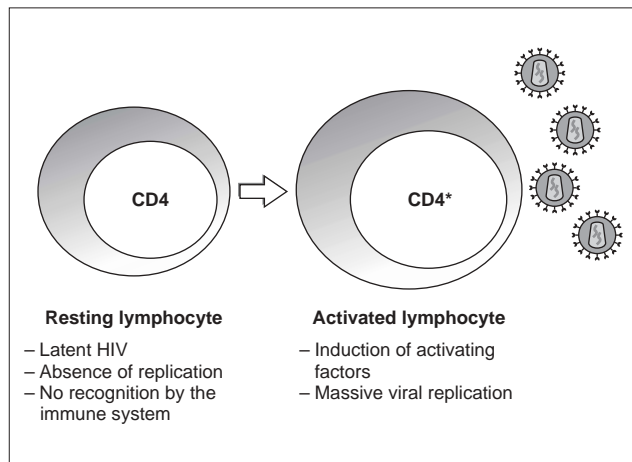 CD4
CD4*
Resting lymphocyte
– Latent HIV
– Absence of replication
– No recognition by the
immune system
Activated lymphocyte
– Induction of activating
factors
– Massive viral replication